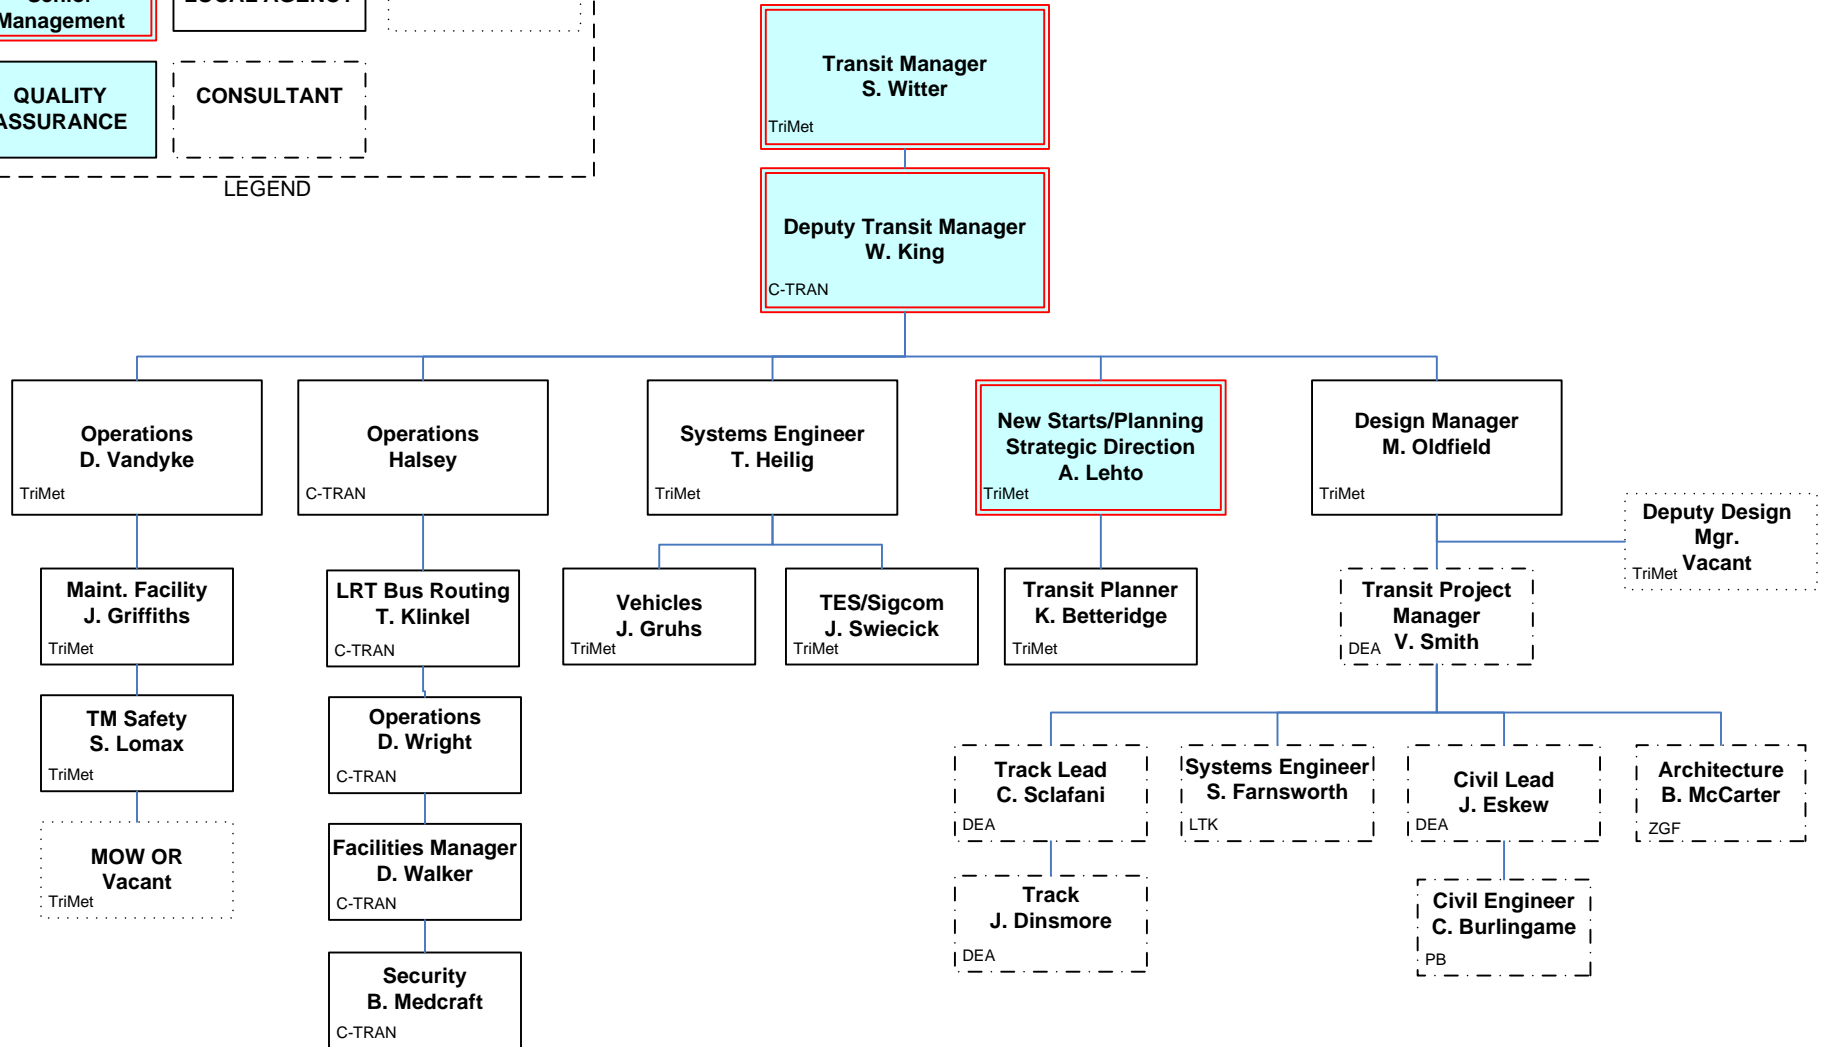 Management
LOCAL AGENCY
QUALITY
ASSURANCE
CONSULTANT
LEGEND
Transit Manager
S. Witter
TriMet
Deputy Transit Manager
W. King
C-TRAN
Operations
D. Vandyke
TriMet
Operations
Halsey
C-TRAN
Systems Engineer
T. Heilig
TriMet
New Starts/Planning
Strategic Direction
A. Lehto
TriMet
Design Manager
M. Oldfield
TriMet
Deputy Design
Mgr.
Vacant
TriMet
Maint. Facility
J. Griffiths
TriMet
LRT Bus Routing
T. Klinkel
C-TRAN
Vehicles
J. Gruhs
TriMet
TES/Sigcom
J. Swiecick
TriMet
Transit Planner
K. Betteridge
TriMet
Transit Project
Manager
V. Smith
DEA
TM Safety
S. Lomax
TriMet
Operations
D. Wright
C-TRAN
Track Lead
C. Sclafani
DEA
Systems Engineer
S. Farnsworth
LTK
Civil Lead
J. Eskew
DEA
Architecture
B. McCarter
ZGF
MOW OR
Vacant
TriMet
Facilities Manager
D. Walker
C-TRAN
Track
J. Dinsmore
DEA
Civil Engineer
C. Burlingame
PB
Security
B. Medcraft
C-TRAN